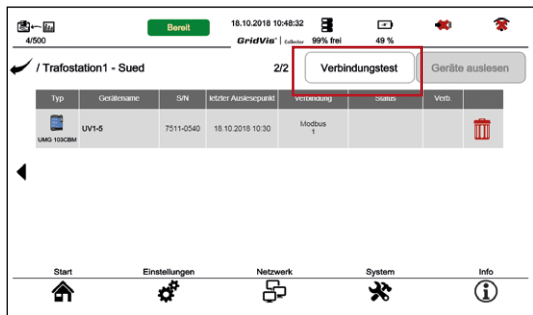 Bereit
18.10.2018 10:48:32
4/500
GridVis® | Collector
99% frei
49 %
/ Trafostation1 - Sued
2/2
Verbindungstest
Geräte auslesen
Typ Gerätename S/N letzter Auslesepunkt Verbindung Status Verb.
UMG 103CBM UV1-5 7511-0540 18.10.2018 10:30 Modbus
1
Start Einstellungen Netzwerk System Info